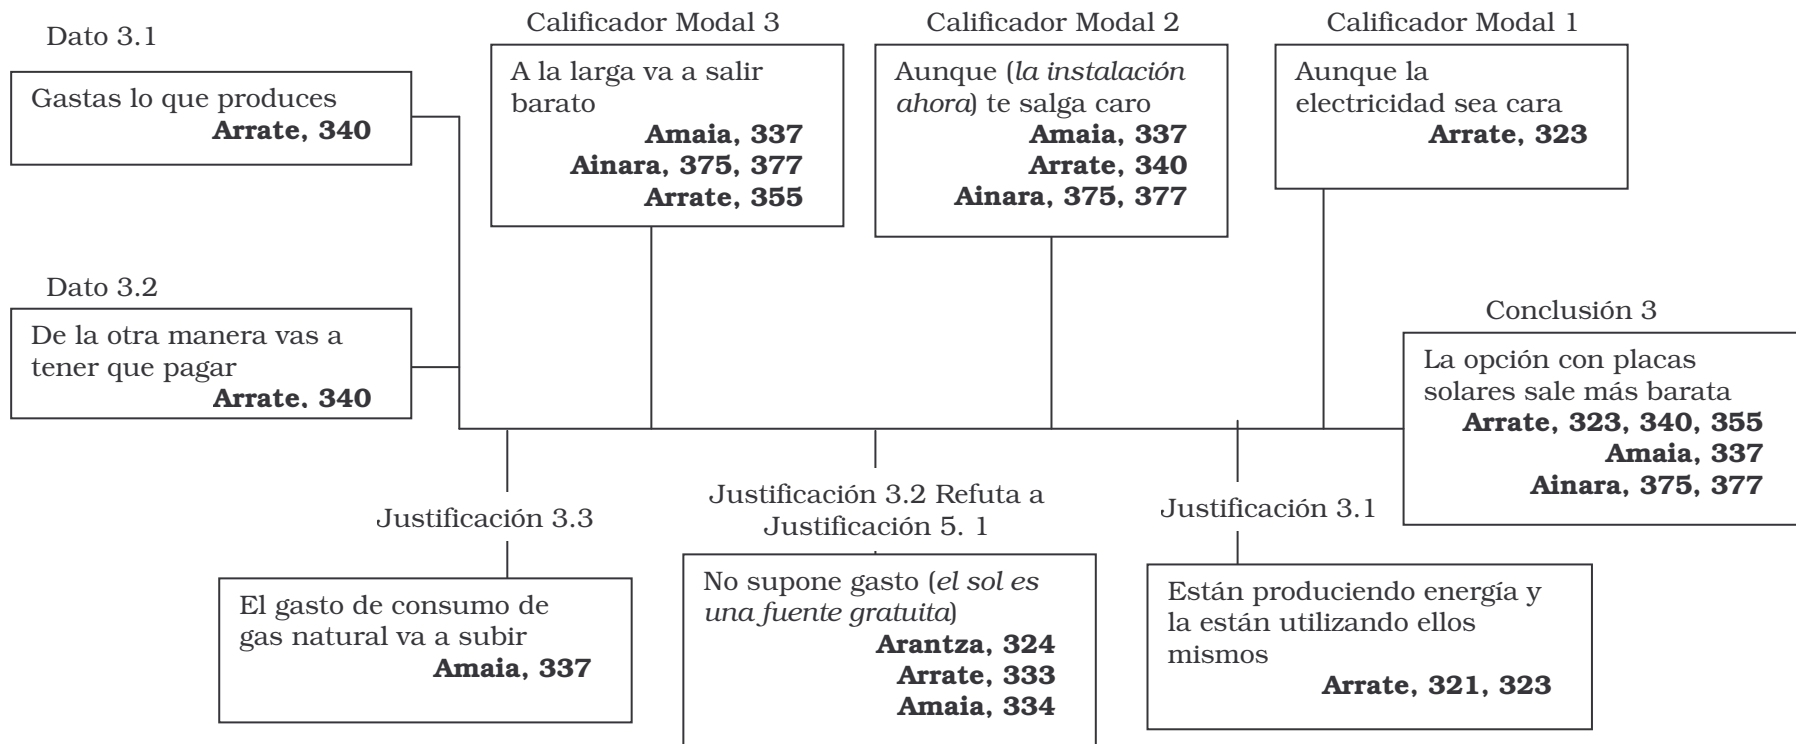 Dato 3.1
Gastas lo que produces
Arrate, 340
Calificador Modal 3
A la larga va a salir
barato
Amaia, 337
Ainara, 375, 377
Arrate, 355
Calificador Modal 2
Aunque (la instalación
ahora) te salga caro
Amaia, 337
Arrate, 340
Ainara, 375, 377
Calificador Modal 1
Aunque la
electricidad sea cara
Arrate, 323
Dato 3.2
De la otra manera vas a
tener que pagar
Arrate, 340
Conclusión 3
La opción con placas
solares sale más barata
Arrate, 323, 340, 355
Amaia, 337
Ainara, 375, 377
Justificación 3.3
El gasto de consumo de
gas natural va a subir
Amaia, 337
Justificación 3.2 Refuta a
Justificación 5. 1
No supone gasto (el sol es
una fuente gratuita)
Arantza, 324
Arrate, 333
Amaia, 334
Justificación 3.1
Están produciendo energía y
la están utilizando ellos
mismos
Arrate, 321, 323